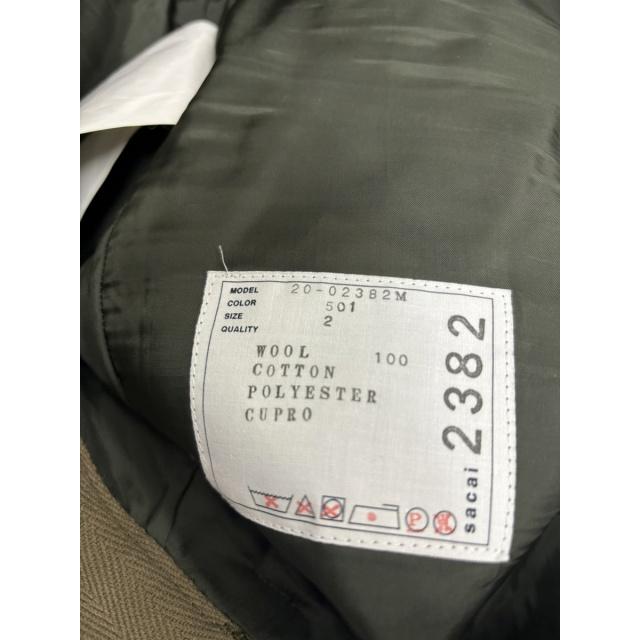 MODEL 20-02382M
COLOR 501
SIZE 2
QUALITY
WOOL 100
COTTON
POLYESTER
CUPRO
P
sacai 2382